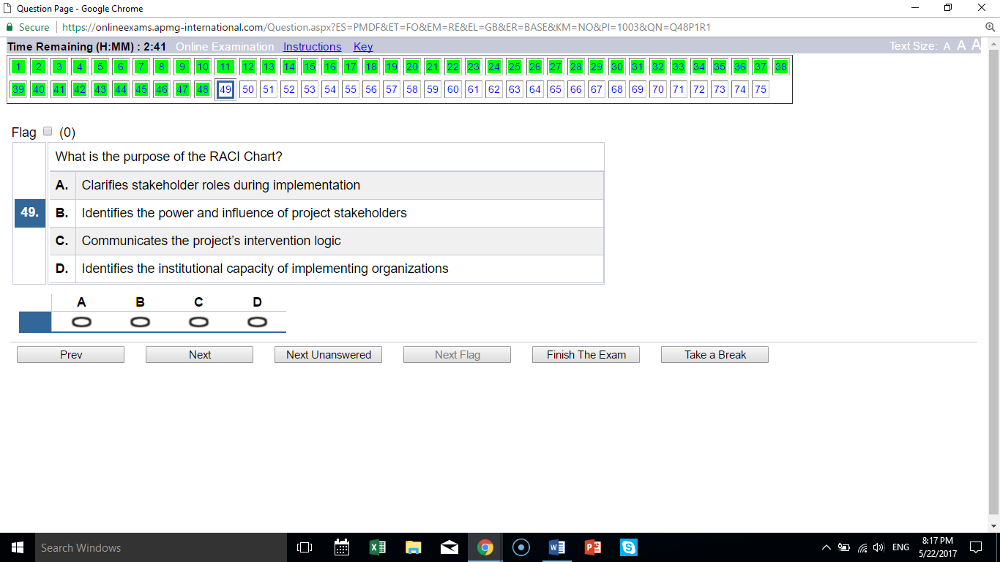 Question Page - Google Chrome
Secure https://onlineexams.apmg-international.com/Question.aspx?ES=PMDF&ET=FO&EM=RE&EL=GB&ER=BASE&KM=NO&PI=1003&QN=Q48P1R1
Time Remaining (H:MM) : 2:41 Online Examination Instructions Key Text Size: A A A
1 2 3 4 5 6 7 8 9 10 11 12 13 14 15 16 17 18 19 20 21 22 23 24 25 26 27 28 29 30 31 32 33 34 35 36 37 38
39 40 41 42 43 44 45 46 47 48 49 50 51 52 53 54 55 56 57 58 59 60 61 62 63 64 65 66 67 68 69 70 71 72 73 74 75
Flag (0)
What is the purpose of the RACI Chart?
A. Clarifies stakeholder roles during implementation
49. B. Identifies the power and influence of project stakeholders
C. Communicates the project's intervention logic
D. Identifies the institutional capacity of implementing organizations
A B C D
Prev Next Next Unanswered Next Flag Finish The Exam Take a Break
Search Windows
ENG
8:17 PM
5/22/2017